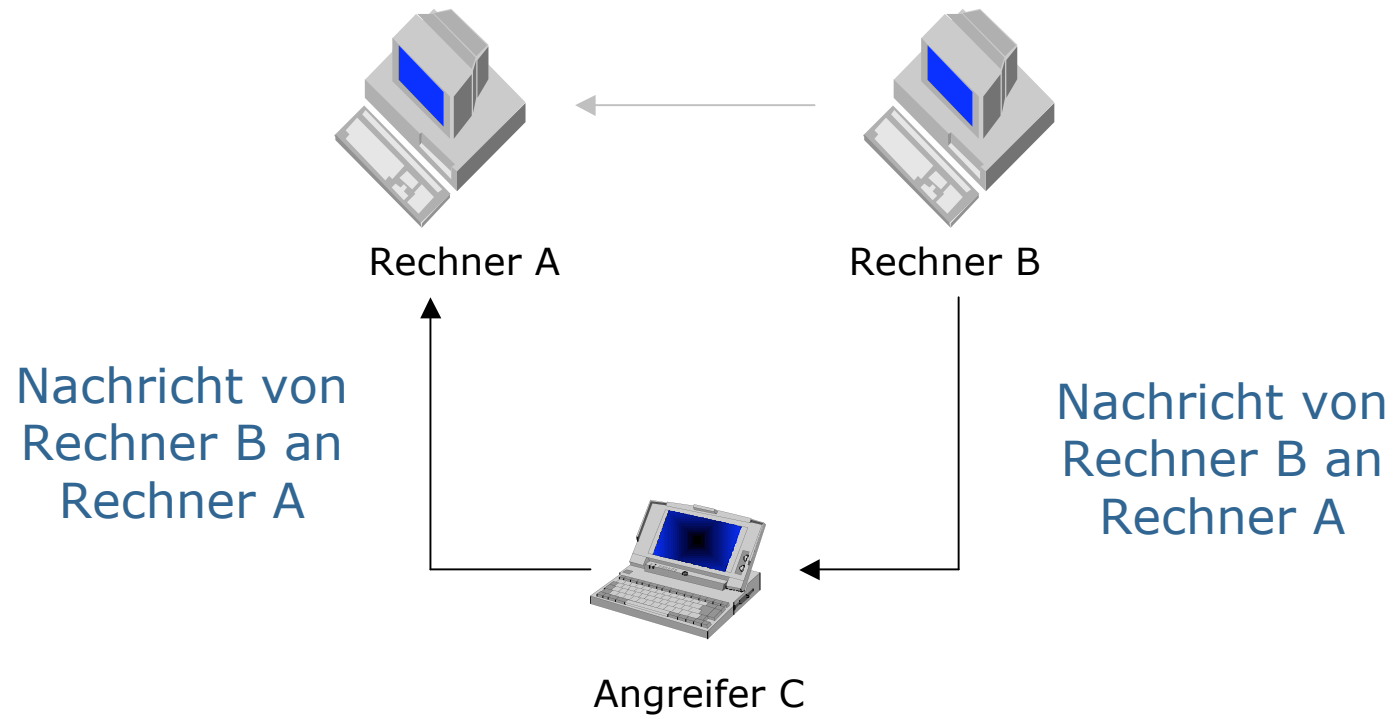 Rechner A
Rechner B
Nachricht von
Rechner B an
Rechner A
Nachricht von
Rechner B an
Rechner A
Angreifer C